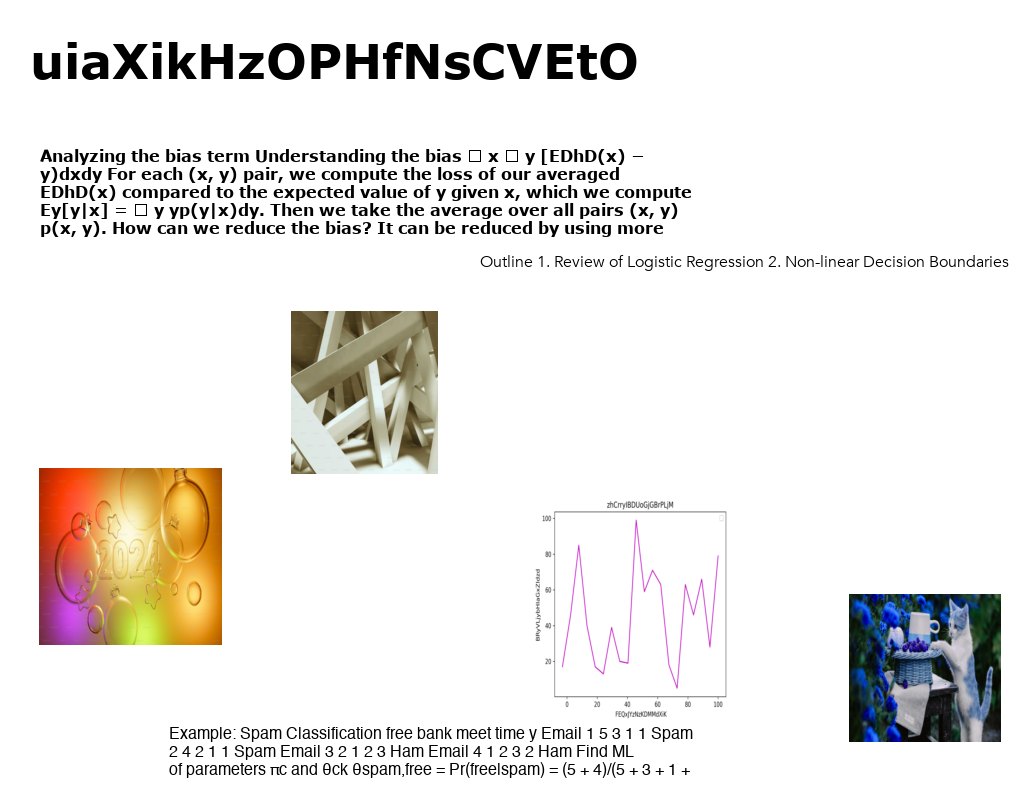 uiaXikHzOPHfNsCVEtO
Analyzing the bias term Understanding the bias □ x □ y [EDhD(x) −
y)dxdy For each (x, y) pair, we compute the loss of our averaged
EDhD(x) compared to the expected value of y given x, which we compute
Ey[y|x] = □ y yp(y|x)dy. Then we take the average over all pairs (x, y)
p(x, y). How can we reduce the bias? It can be reduced by using more
Outline 1. Review of Logistic Regression 2. Non-linear Decision Boundaries
2024
zhCrryIBDUoGjGBrPLjM
100
80
60
40
20
0 20 40 60 80 100
FEQxJYzNzKDMMdXiK
Example: Spam Classification free bank meet time y Email 1 5 3 1 1 Spam
2 4 2 1 1 Spam Email 3 2 1 2 3 Ham Email 4 1 2 3 2 Ham Find ML
of parameters πc and θck θspam,free = Pr(free|spam) = (5 + 4)/(5 + 3 + 1 +